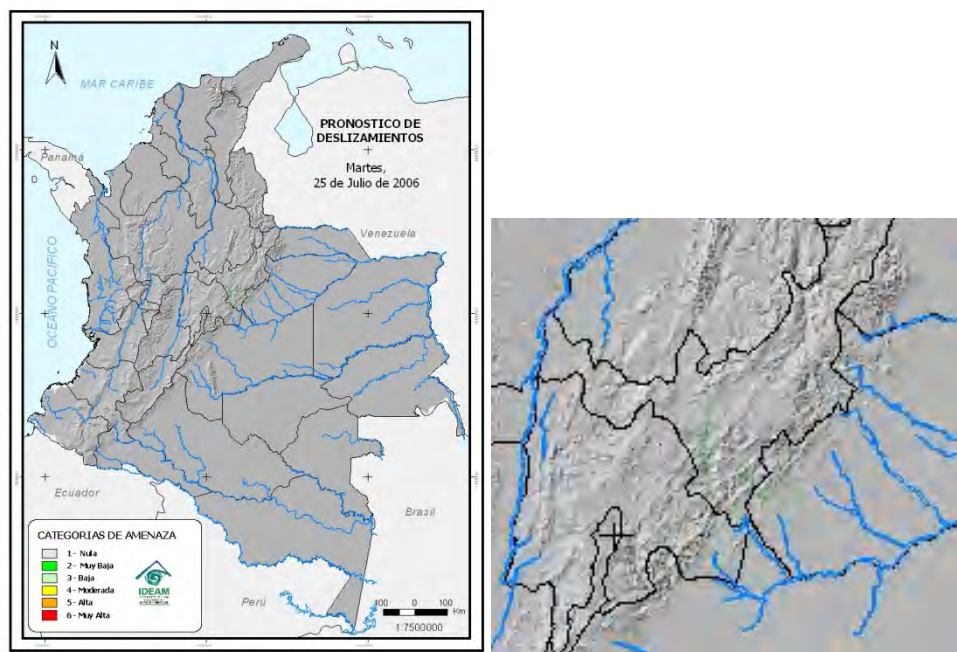 N
MAR CARIBE
PRONOSTICO DE
DESLIZAMIENTOS
Martes,
25 de Julio de 2006
Panamá
Venezuela
OCEANO PACIFICO
Ecuador
Brasil
Perú
CATEGORIAS DE AMENAZA
1- Nula
2- Muy Baja
3- Baja
4- Moderada
5- Alta
6- Muy Alta
IDEAM
100 0 100
Km
1:7500000